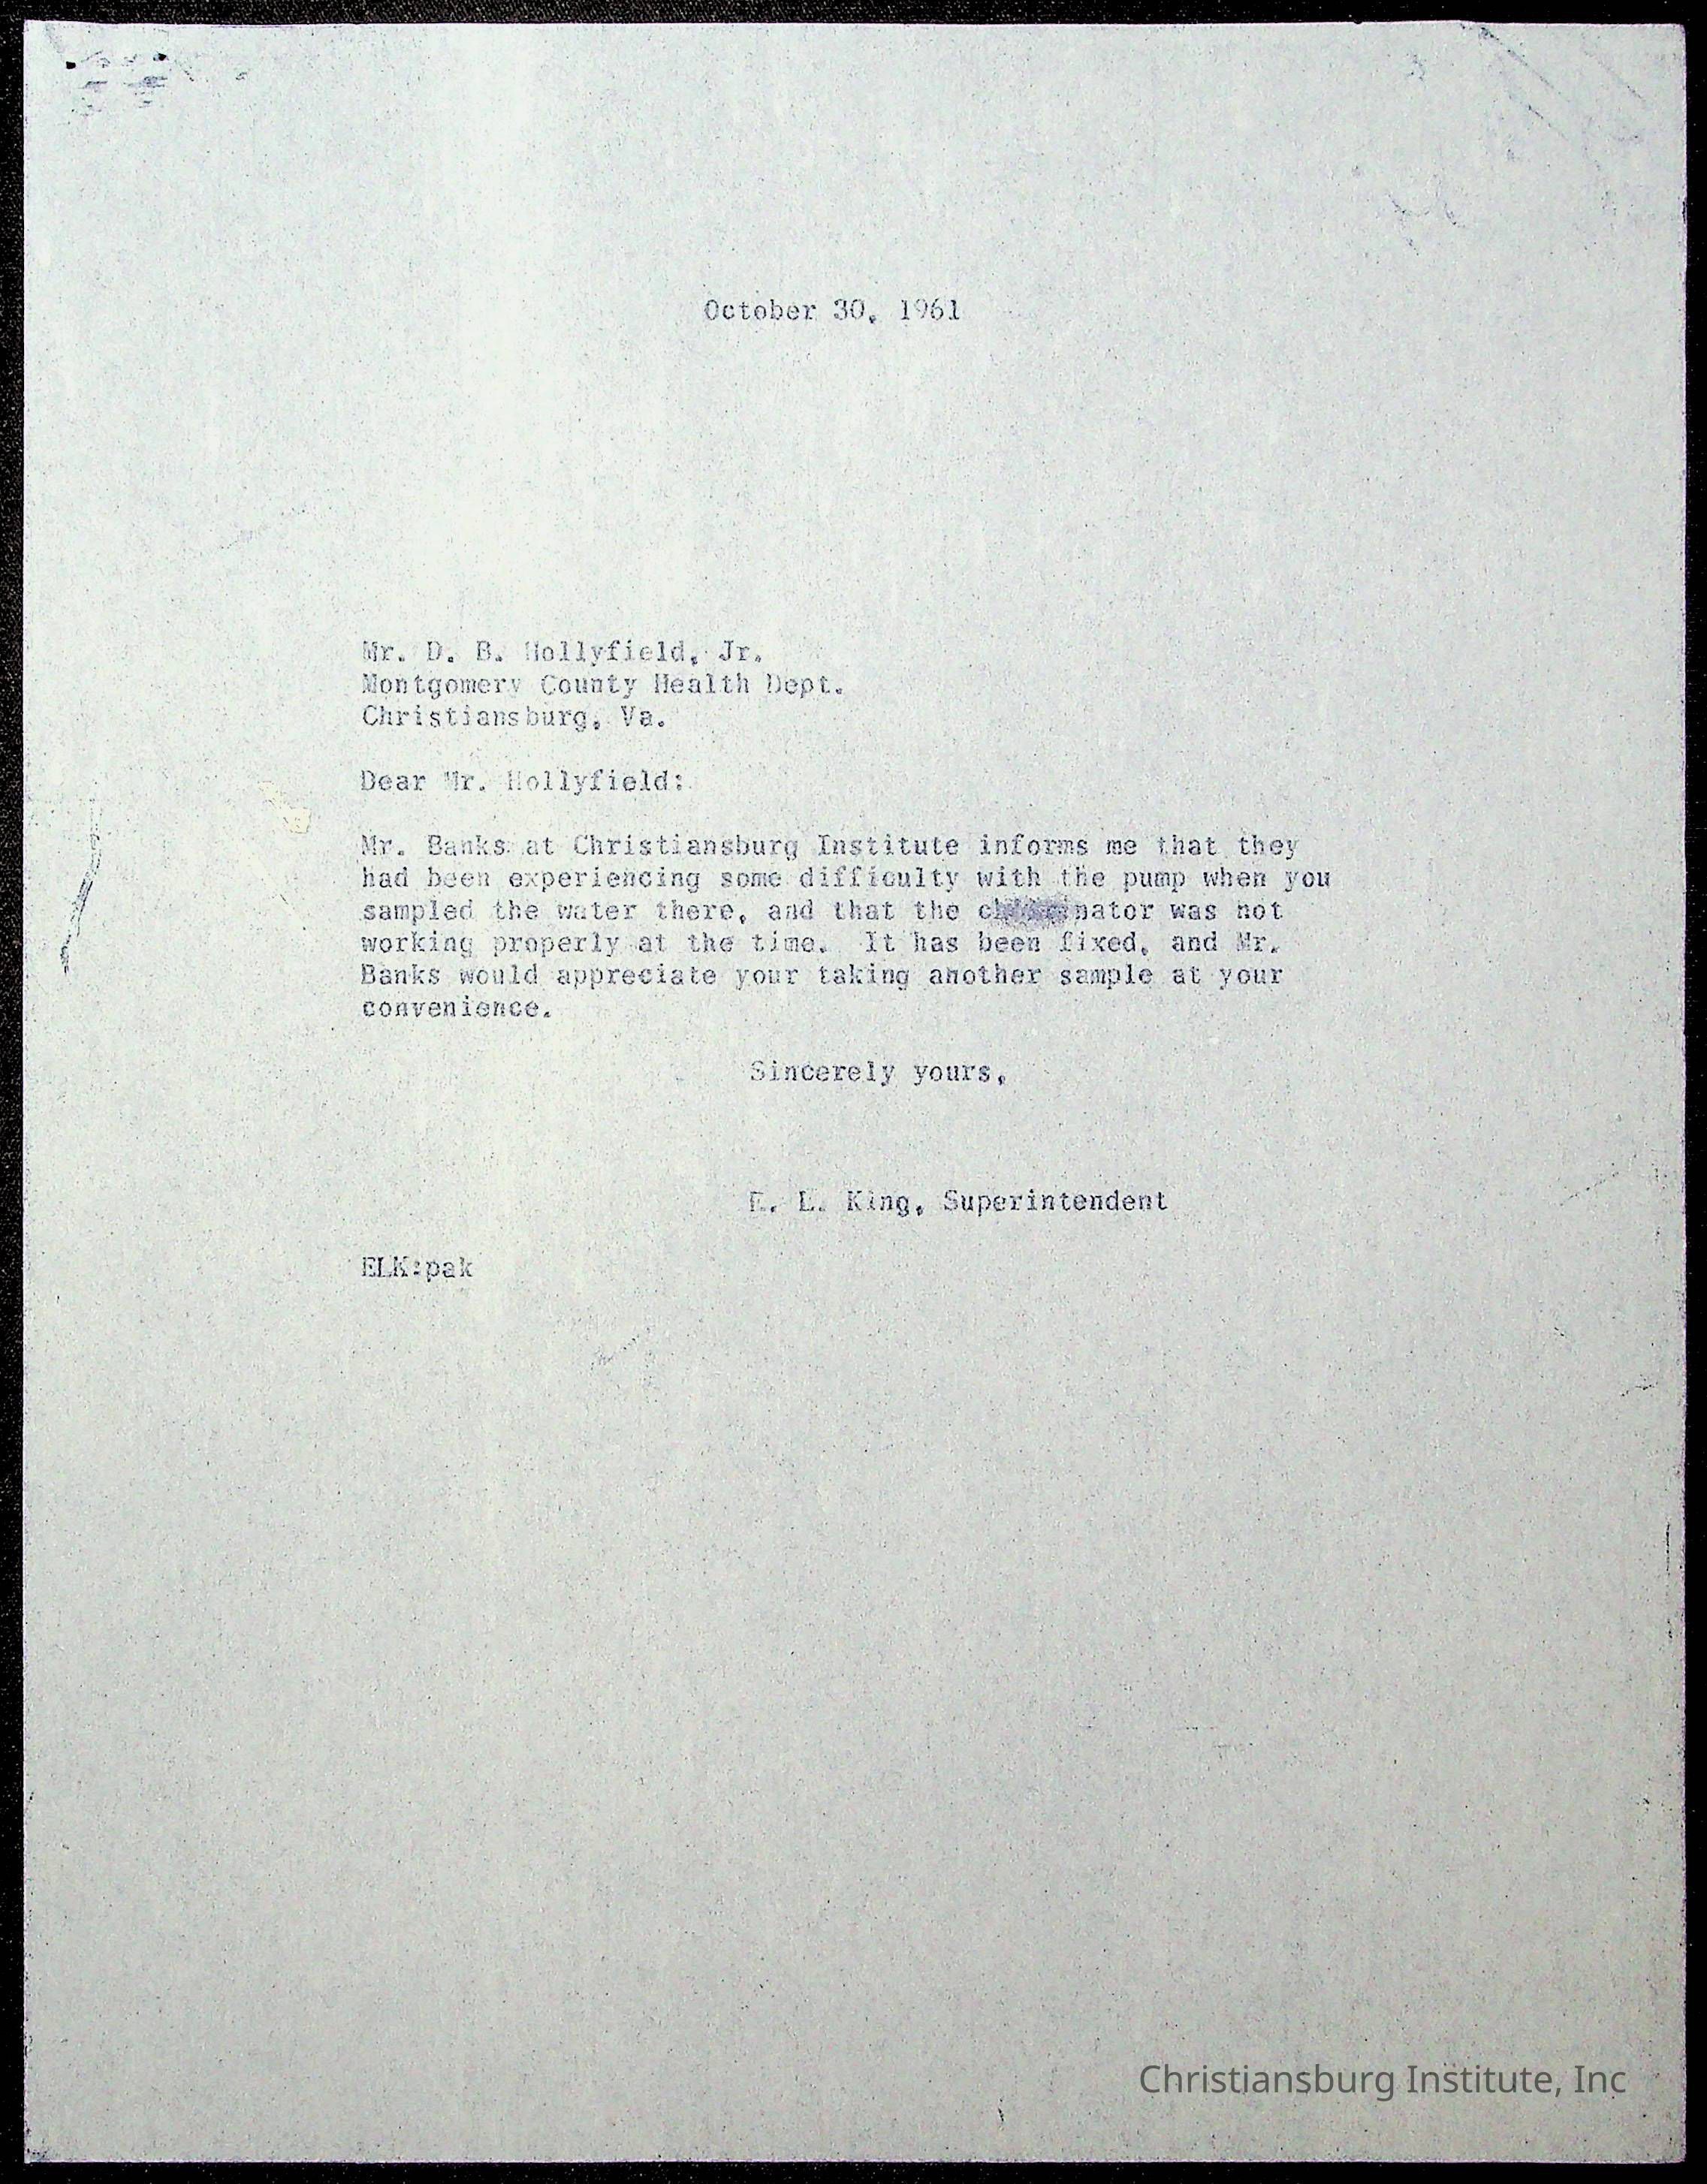 October 30, 1961
Mr. D. B. Hollyfield, Jr.
Montgomery County Health Dept.
Christiansburg, Va.
Dear Mr. Hollyfield:
Mr. Banks at Christiansburg Institute informs me that they
had been experiencing some difficulty with the pump when you
sampled the water there, and that the was not
working properly at the time. It has been fixed, and Mr.
Banks would appreciate your taking another sample at your
convenience.
Sincerely yours,
E. L. King, Superintendent
ELK:pak
Christiansburg Institute, Inc